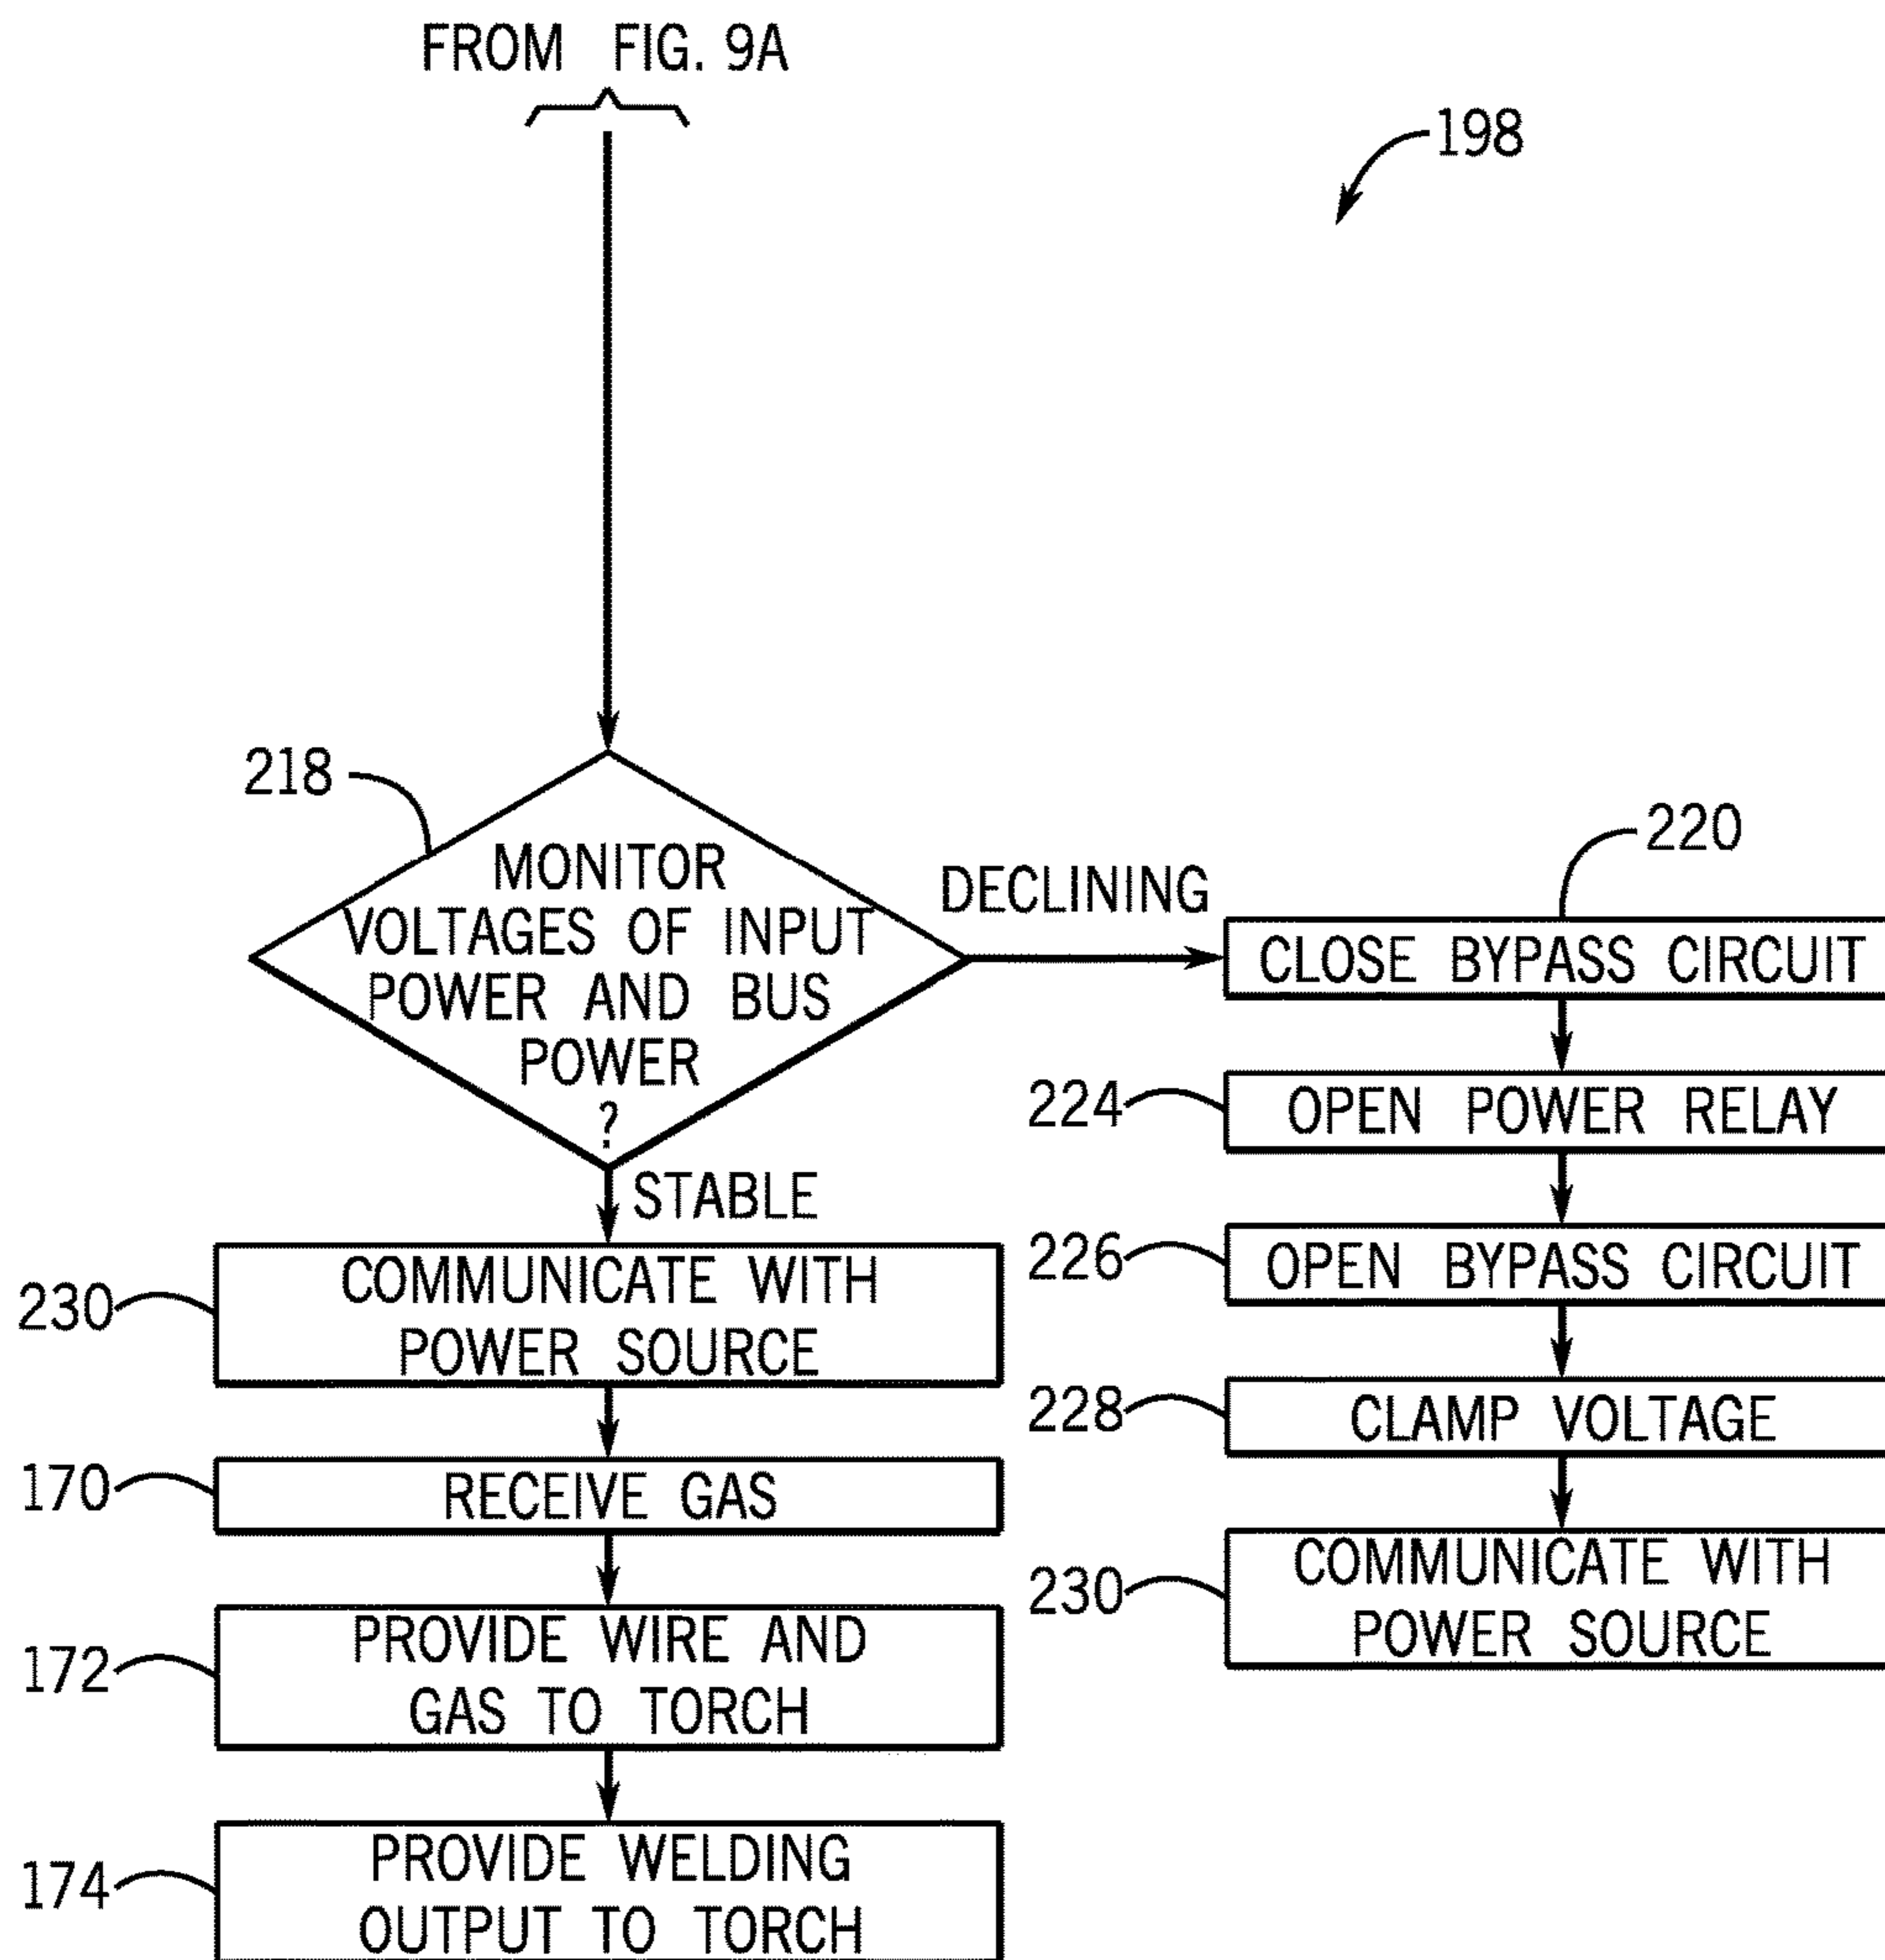 FROM FIG. 9A
198
218
MONITOR
VOLTAGES OF INPUT
POWER AND BUS
POWER
?
DECLINING
STABLE
220
CLOSE BYPASS CIRCUIT
224
OPEN POWER RELAY
226
OPEN BYPASS CIRCUIT
228
CLAMP VOLTAGE
230
COMMUNICATE WITH
POWER SOURCE
230
COMMUNICATE WITH
POWER SOURCE
170
RECEIVE GAS
172
PROVIDE WIRE AND
GAS TO TORCH
174
PROVIDE WELDING
OUTPUT TO TORCH